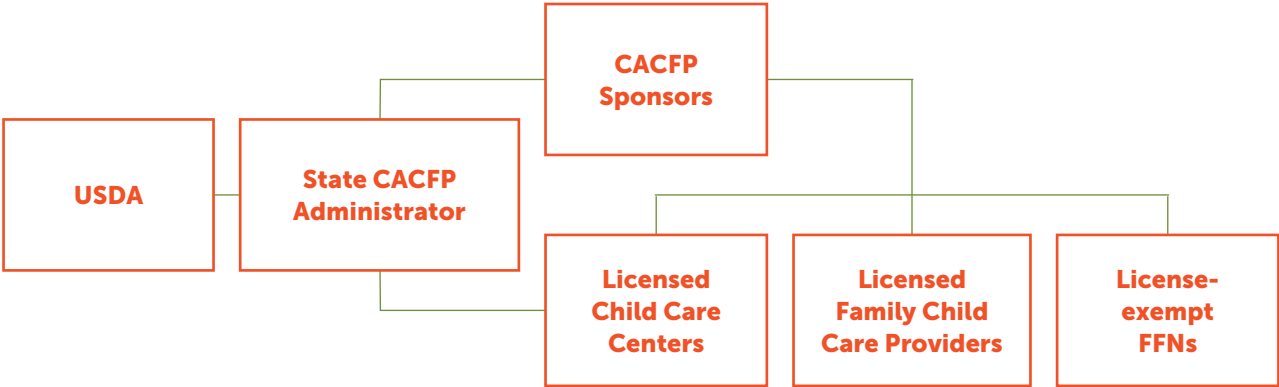 CACFP
Sponsors
USDA
State CACFP
Administrator
Licensed
Child Care
Centers
Licensed
Family Child
Care Providers
License-
exempt
FFNs